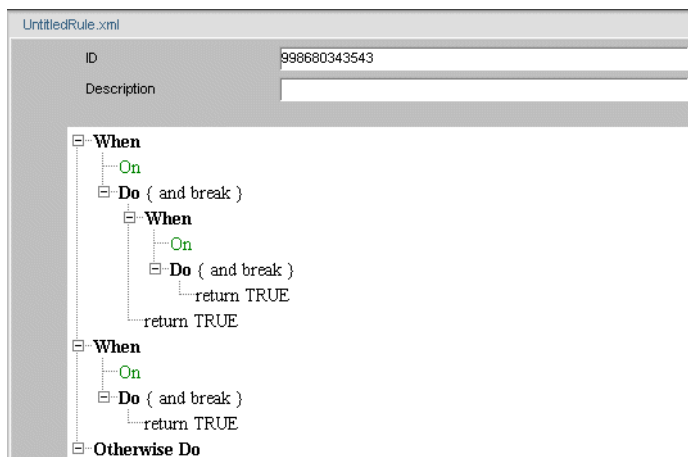 UntitledRule.xml
ID 998680343543
Description
When
On
Do { and break }
When
On
Do { and break }
return TRUE
return TRUE
When
On
Do { and break }
return TRUE
Otherwise Do